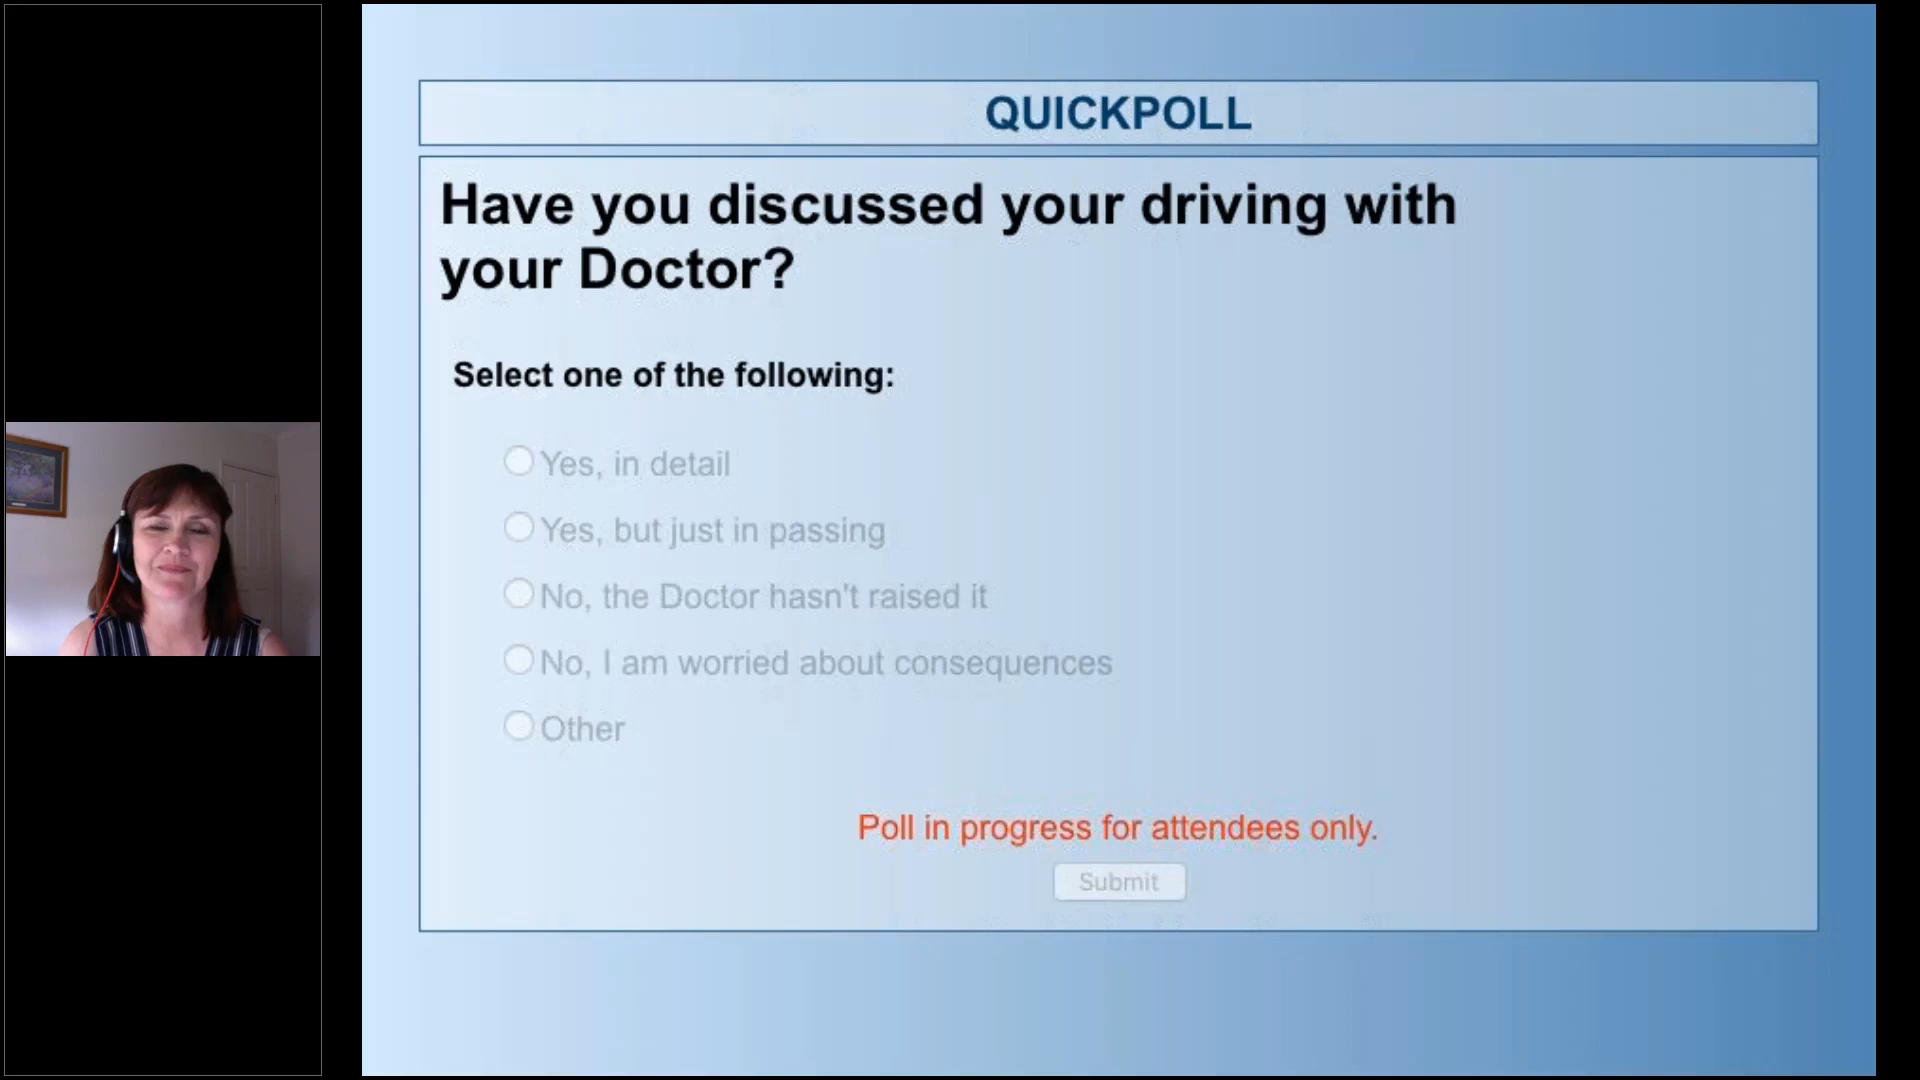 QUICKPOLL
Have you discussed your driving with
your Doctor?
Select one of the following:
Yes, in detail
Yes, but just in passing
No, the Doctor hasn't raised it
No, I am worried about consequences
Other
Poll in progress for attendees only.
Submit